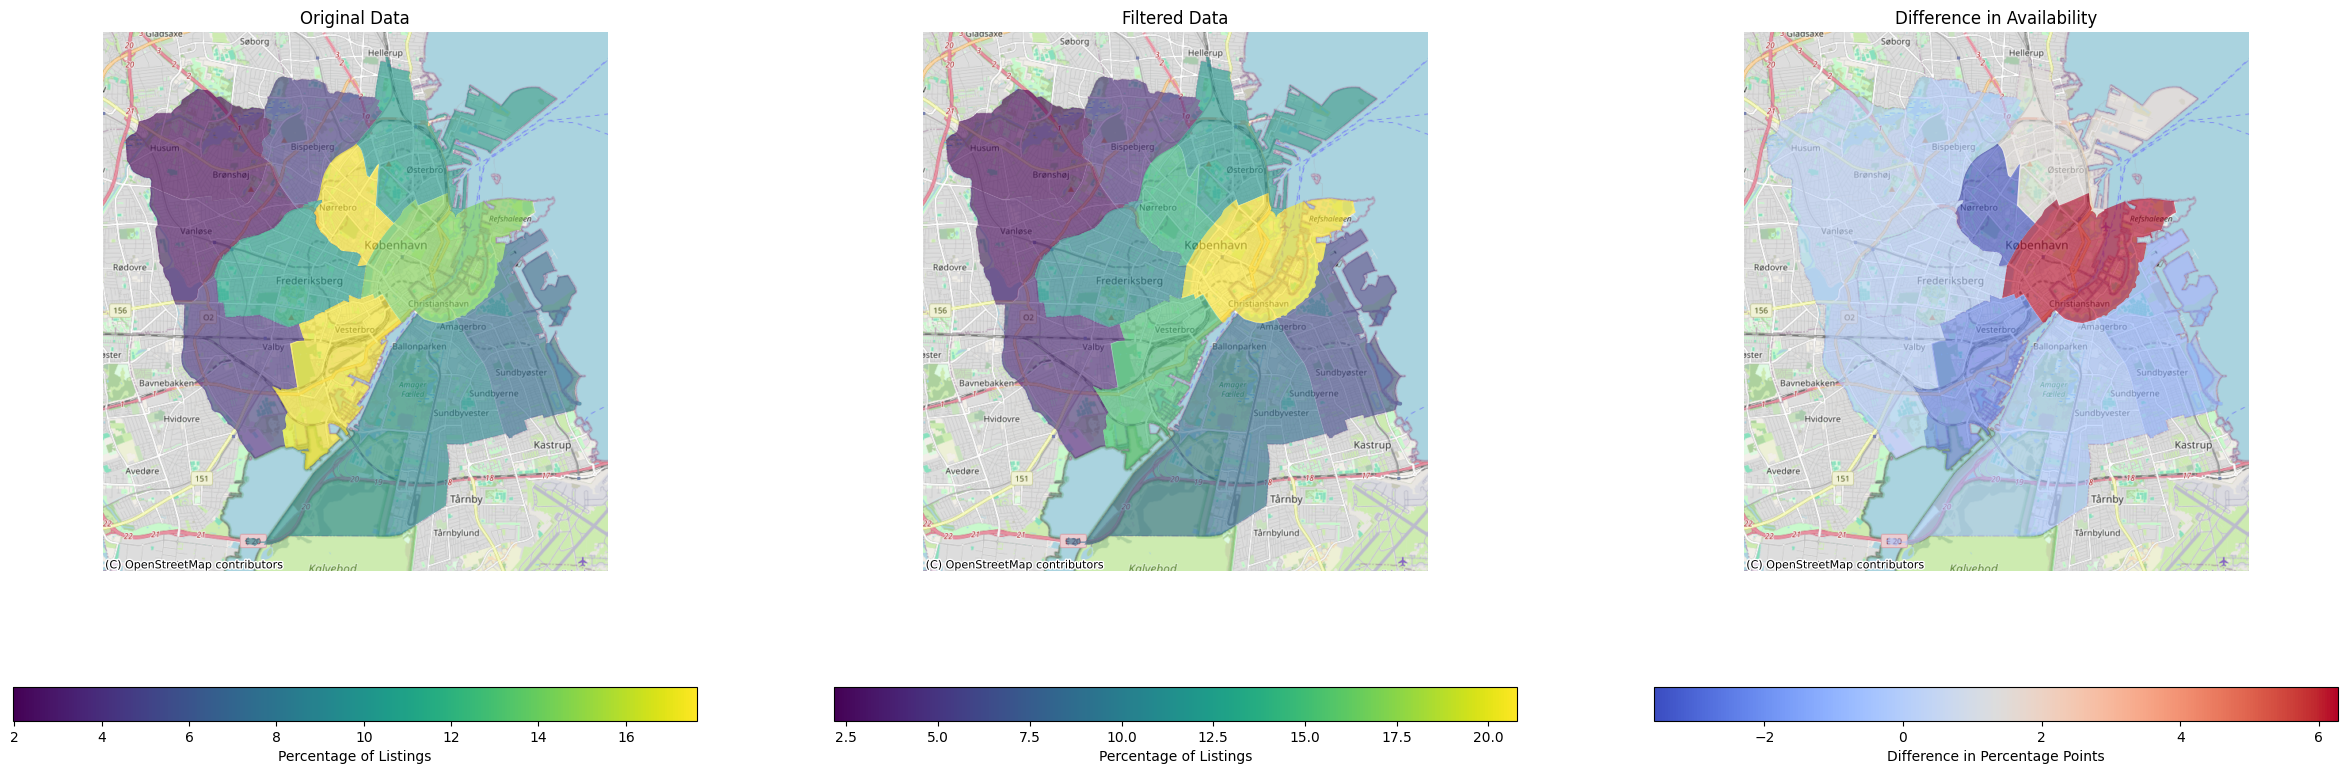 Original Data
Gladsaxe
Søborg
Hellerup
Husum
Bispebjerg
Brønshøj
Østerbro
Nørrebro
Refshaleøen
Vanløse
København
Rødovre
Frederiksberg
Christianshavn
156
O2
Vesterbro
Amagerbro
Valby
Ballonparken
Bavnebakken
Amager
Fælled
Sundbyøster
Sundbyerne
Hvidovre
Sundbyvester
Kastrup
Avedøre
151
Tårnby
Tårnbylund
E 20
(C) OpenStreetMap contributors
Kalvebod
2 4 6 8 10 12 14 16
Percentage of Listings
Filtered Data
Gladsaxe
Søborg
Hellerup
Husum
Bispebjerg
Brønshøj
Østerbro
Nørrebro
Refshaleøen
Vanløse
København
Rødovre
Frederiksberg
Christianshavn
156
O2
Vesterbro
Amagerbro
Valby
Ballonparken
Bavnebakken
Amager
Fælled
Sundbyøster
Sundbyerne
Hvidovre
Sundbyvester
Kastrup
Avedøre
151
Tårnby
Tårnbylund
E 20
(C) OpenStreetMap contributors
Kalvebod
2.5 5.0 7.5 10.0 12.5 15.0 17.5 20.0
Percentage of Listings
Difference in Availability
Gladsaxe
Søborg
Hellerup
Husum
Bispebjerg
Brønshøj
Østerbro
Nørrebro
Refshaleøen
Vanløse
København
Rødovre
Frederiksberg
Christianshavn
156
O2
Vesterbro
Amagerbro
Valby
Ballonparken
Bavnebakken
Amager
Fælled
Sundbyøster
Sundbyerne
Hvidovre
Sundbyvester
Kastrup
Avedøre
151
Tårnby
Tårnbylund
E 20
(C) OpenStreetMap contributors
Kalvebod
−2 0 2 4 6
Difference in Percentage Points